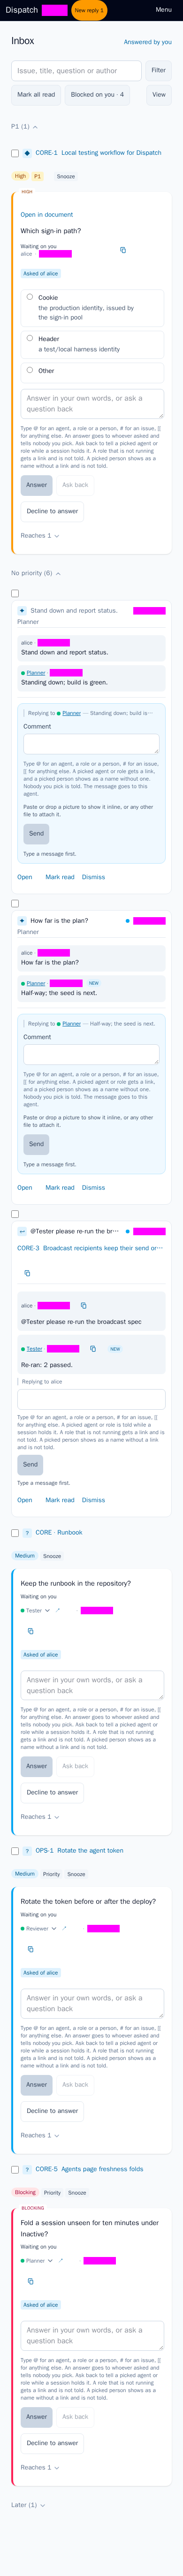 Dispatch
New reply 1
Menu
Inbox
Answered by you
Issue, title, question or author
Filter
Mark all read
Blocked on you · 4
View
P1 (1)
CORE-1 Local testing workflow for Dispatch
High
P1
Snooze
HIGH
Open in document
Which sign-in path?
Waiting on you
alice
Asked of alice
Cookie
the production identity, issued by
the sign-in pool
Header
a test/local harness identity
Other
Answer in your own words, or ask a
question back
Type @ for an agent, a role or a person, # for an issue, [[
for anything else. An answer goes to whoever asked and
tells nobody you pick. Ask back to tell a picked agent or
role while a session holds it. A role that is not running
gets a link and is not told. A picked person shows as a
name without a link and is not told.
Answer
Ask back
Decline to answer
Reaches 1
No priority (6)
Stand down and report status.
Planner
alice
Stand down and report status.
Planner
Standing down; build is green.
Replying to Planner — Standing down; build is…
Comment
Type @ for an agent, a role or a person, # for an issue,
[[ for anything else. A picked agent or role gets a link,
and a picked person shows as a name without one.
Nobody you pick is told. The message goes to this
agent.
Paste or drop a picture to show it inline, or any other
file to attach it.
Send
Type a message first.
Open
Mark read
Dismiss
How far is the plan?
Planner
alice
How far is the plan?
Planner
NEW
Half-way; the seed is next.
Replying to Planner — Half-way; the seed is next.
Comment
Type @ for an agent, a role or a person, # for an issue,
[[ for anything else. A picked agent or role gets a link,
and a picked person shows as a name without one.
Nobody you pick is told. The message goes to this
agent.
Paste or drop a picture to show it inline, or any other
file to attach it.
Send
Type a message first.
Open
Mark read
Dismiss
@Tester please re-run the br…
CORE-3 Broadcast recipients keep their send or…
alice
@Tester please re-run the broadcast spec
Tester
NEW
Re-ran: 2 passed.
Replying to alice
Type @ for an agent, a role or a person, # for an issue, [[
for anything else. A picked agent or role is told while a
session holds it. A role that is not running gets a link and is
not told. A picked person shows as a name without a link
and is not told.
Send
Type a message first.
Open
Mark read
Dismiss
?
CORE · Runbook
Medium
Snooze
Keep the runbook in the repository?
Waiting on you
Tester
Asked of alice
Answer in your own words, or ask a
question back
Type @ for an agent, a role or a person, # for an issue, [[
for anything else. An answer goes to whoever asked and
tells nobody you pick. Ask back to tell a picked agent or
role while a session holds it. A role that is not running
gets a link and is not told. A picked person shows as a
name without a link and is not told.
Answer
Ask back
Decline to answer
Reaches 1
?
OPS 1 Rotate the agent token
Medium
Priority
Snooze
Rotate the token before or after the deploy?
Waiting on you
Reviewer
Asked of alice
Answer in your own words, or ask a
question back
Type @ for an agent, a role or a person, # for an issue, [[
for anything else. An answer goes to whoever asked and
tells nobody you pick. Ask back to tell a picked agent or
role while a session holds it. A role that is not running
gets a link and is not told. A picked person shows as a
name without a link and is not told.
Answer
Ask back
Decline to answer
Reaches 1
?
CORE-5 Agents page freshness folds
Blocking
Priority
Snooze
BLOCKING
Fold a session unseen for ten minutes under
Inactive?
Waiting on you
Planner
Asked of alice
Answer in your own words, or ask a
question back
Type @ for an agent, a role or a person, # for an issue, [[
for anything else. An answer goes to whoever asked and
tells nobody you pick. Ask back to tell a picked agent or
role while a session holds it. A role that is not running
gets a link and is not told. A picked person shows as a
name without a link and is not told.
Answer
Ask back
Decline to answer
Reaches 1
Later (1)